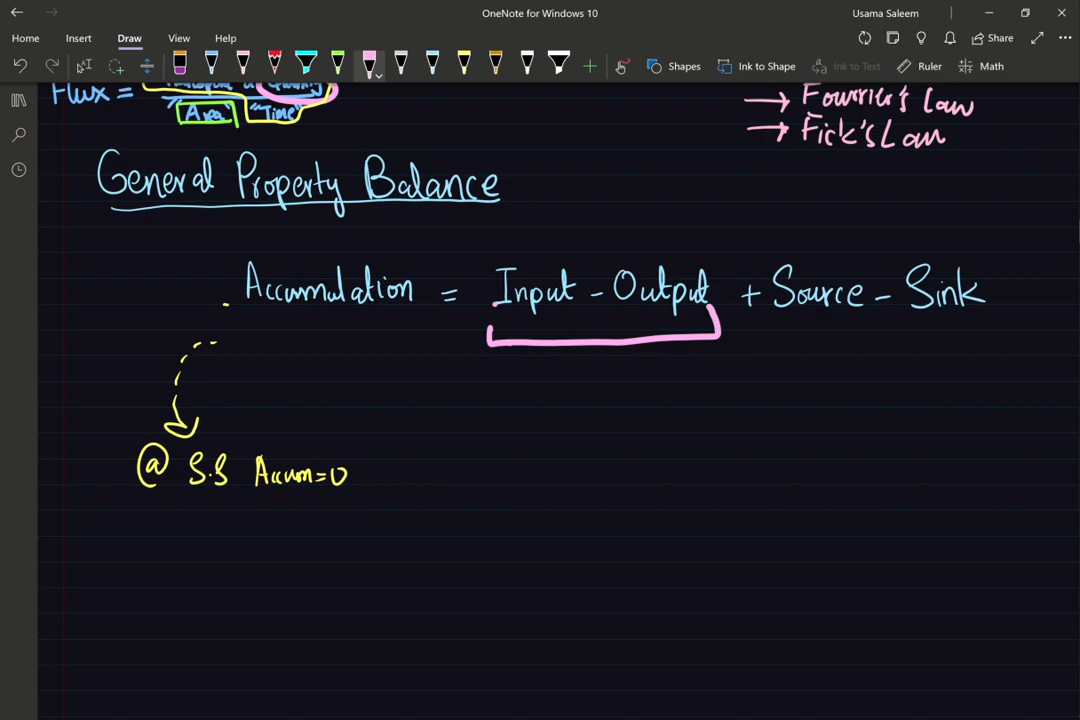 OneNote for Windows 10
Usama Saleem
Home Insert Draw View Help
Share
Shapes
Ink to Shape
Ink to Text
Ruler
Math
Flux =
"Area" "Time"
→ Fourrier's Law
→ Fick's Law
General Property Balance
Accumulation = Input - Output + Source - Sink
@ S.S Accum=0